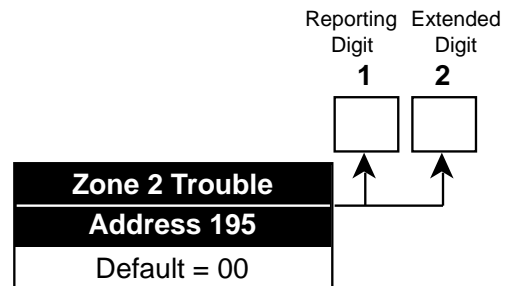 Reporting Extended
Digit Digit
1 2
Zone 2 Trouble
Address 195
Default = 00